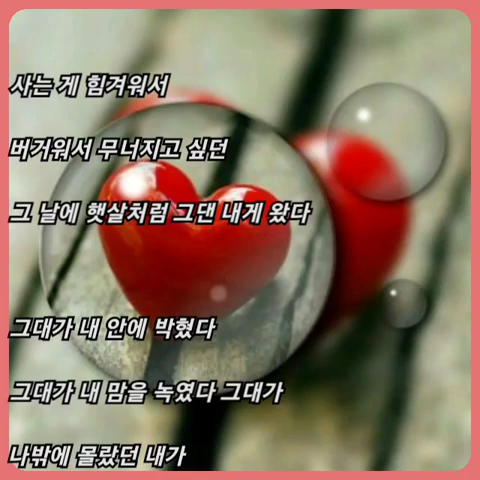 사는 게 힘겨워서
버거워서 무너지고 싶던
그 날에 햇살처럼 그댄 내게 왔다
그대가 내 안에 박혔다
그대가 내 맘을 녹였다 그대가
나밖에 몰랐던 내가